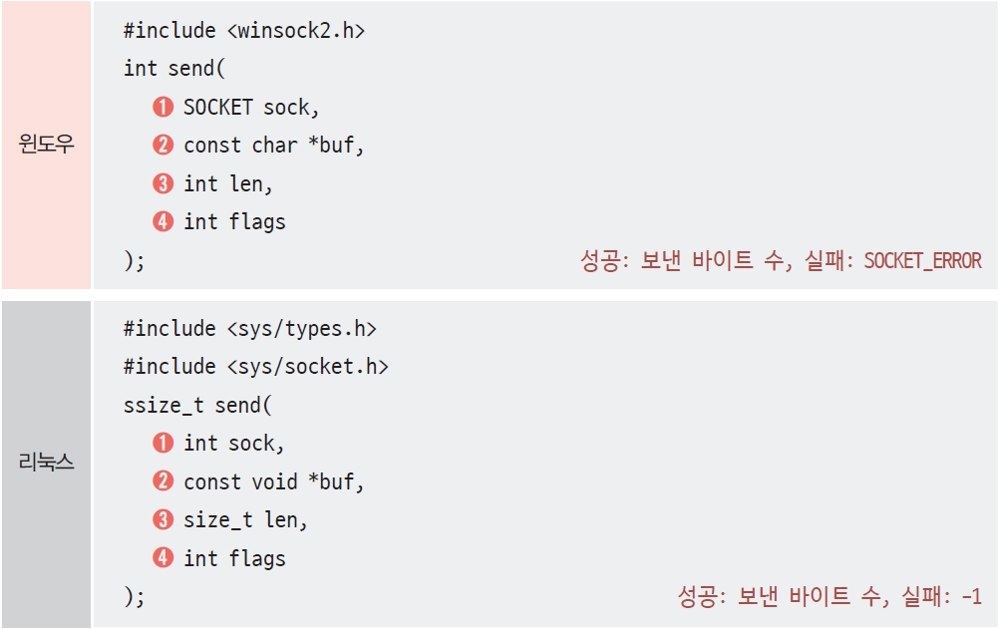 윈도우
#include <winsock2.h>
int send(
❶ SOCKET sock,
❷ const char *buf,
❸ int len,
❹ int flags
);
성공: 보낸 바이트 수, 실패: SOCKET_ERROR
리눅스
#include <sys/types.h>
#include <sys/socket.h>
ssize_t send(
❶ int sock,
❷ const void *buf,
❸ size_t len,
❹ int flags
);
성공: 보낸 바이트 수, 실패: -1